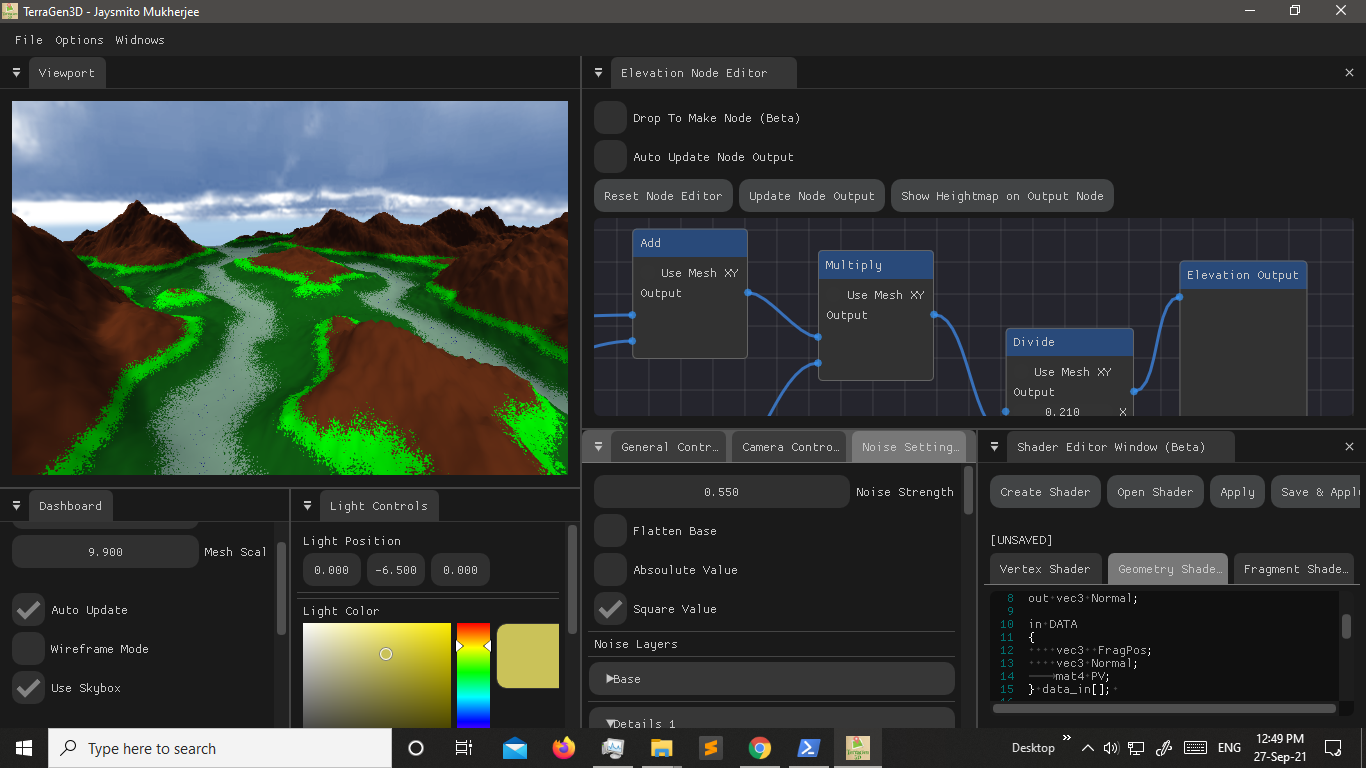 TerraGen3D - Jaysmito Mukherjee
File Options Widnows
Viewport
Elevation Node Editor
Drop To Make Node (Beta)
Auto Update Node Output
Reset Node Editor
Update Node Output
Show Heightmap on Output Node
Add
Use Mesh XY
Output
Multiply
Use Mesh XY
Output
Divide
Use Mesh XY
Output
0.210 X
Elevation Output
Dashboard
9.900 Mesh Scal
Auto Update
Wireframe Mode
Use Skybox
Light Controls
Light Position
0.000 -6.500 0.000
Light Color
General Contr…
Camera Contro…
Noise Setting…
0.550 Noise Strength
Flatten Base
Absoulute Value
Square Value
Noise Layers
Base
Details 1
Shader Editor Window (Beta)
Create Shader
Open Shader
Apply
Save & Appl
[UNSAVED]
Vertex Shader
Geometry Shade…
Fragment Shade…
8 out vec3 Normal;
9
10 in DATA
11 {
12 vec3 FragPos;
13 vec3 Normal;
14 mat4 PV;
15 } data_in[];
Type here to search
Desktop
ENG
12:49 PM
27-Sep-21